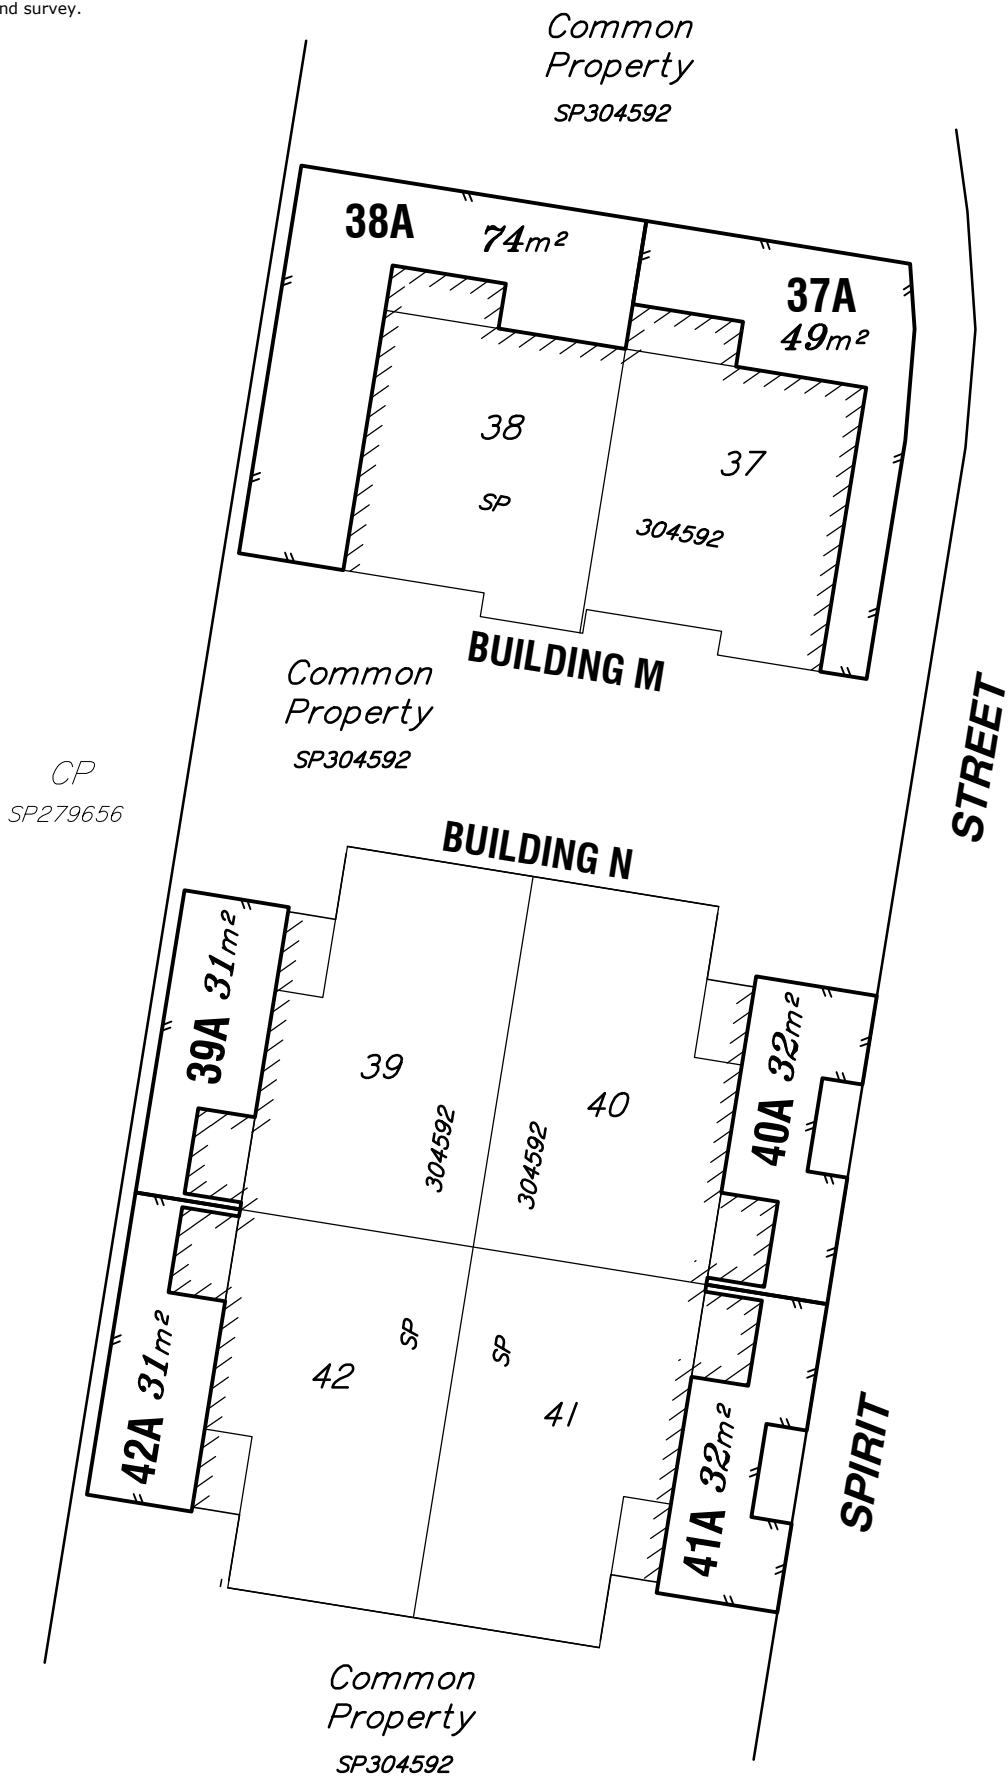 nd survey.
Common
Property
SP304592
38A
74m²
37A
49m²
38
37
SP
304592
BUILDING M
Common
Property
SP304592
CP
SP279656
STREET
BUILDING N
39A 31m²
39
304592
40
304592
40A 32m²
42A 31m²
42
SP
SP
41
41A 32m²
SPIRIT
Common
Property
SP304592